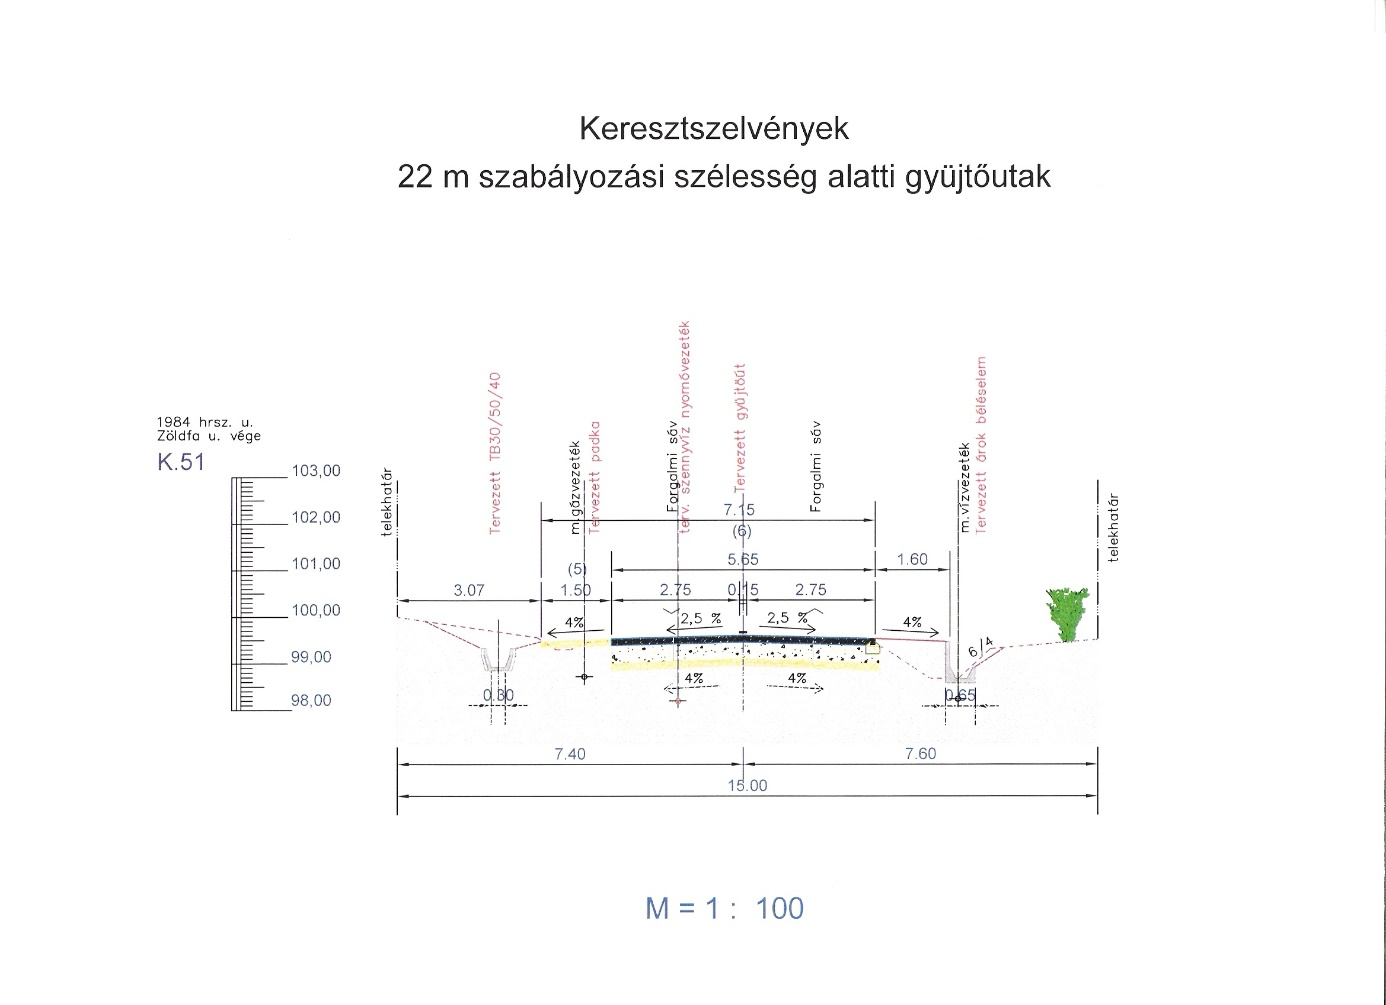 Keresztszelvények
22 m szabályozási szélesség alatti gyüjtőutak
1984 hrsz. u.
Zöldfa u. vége
K.51
103,00
102,00
101,00
100,00
99,00
98,00
telekhatár
Tervezett TB30/50/40
m.gázvezeték
Tervezett padka
Forgalmi sáv
terv. szennyvíz nyomóvezeték
Tervezett gyüjtőút
Forgalmi sáv
m.vízvezeték
Tervezett árok béléselem
telekhatár
7.15
(6)
5.65
1.60
(5)
3.07
1.50
2.75
0.15
2.75
4%
2,5 %
2,5 %
4%
6/4
4%
4%
0.30
0.65
7.40
7.60
15.00
M = 1 : 100